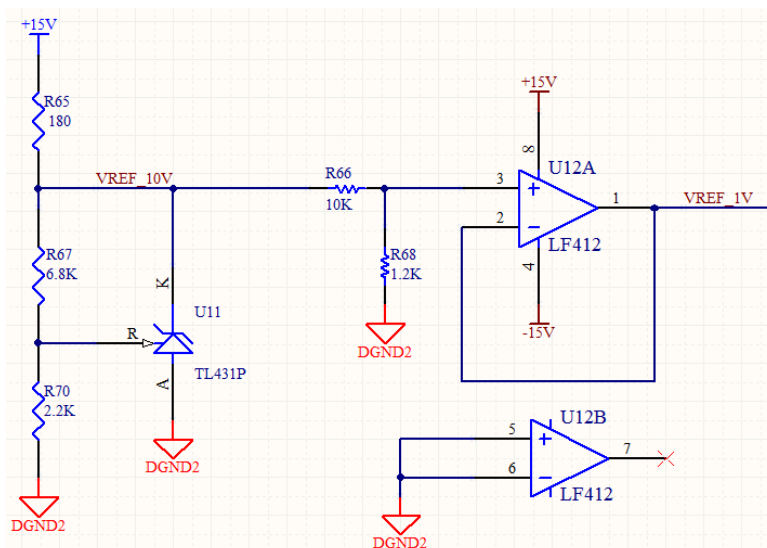 +15V
R65
180
VREF_10V
R67
6.8K
R
K
A
U11
TL431P
R70
2.2K
DGND2
DGND2
R66
10K
R68
1.2K
DGND2
+15V
8
U12A
3
2
1
VREF_1V
LF412
4
-15V
U12B
5
6
7
LF412
DGND2